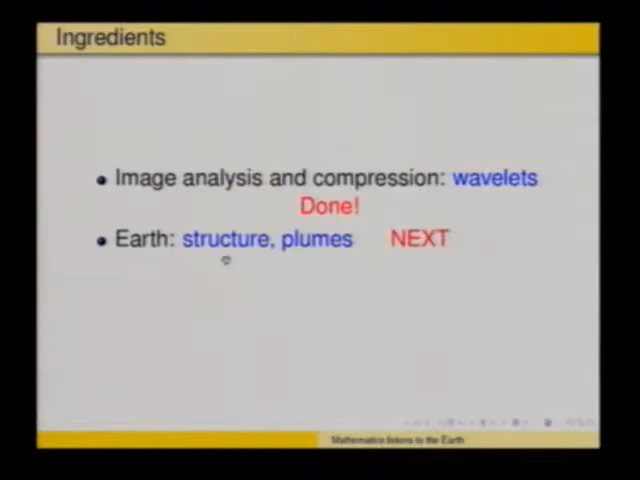 Ingredients
Image analysis and compression: wavelets
Done!
Earth: structure, plumes NEXT
Mathematics listens to the Earth